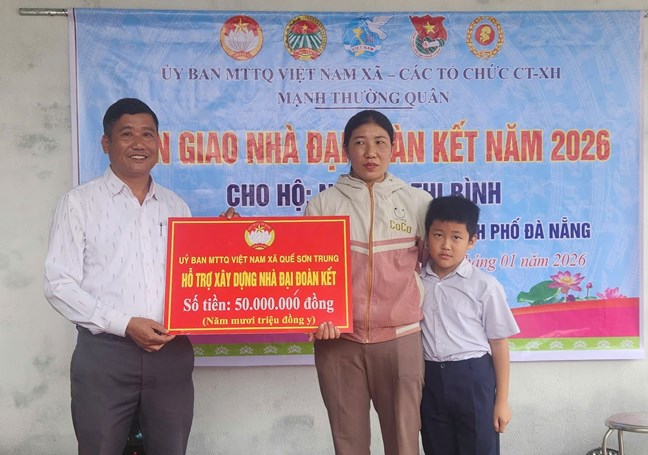 VIỆT NAM
ỦY BAN MTTQ VIỆT NAM XÃ – CÁC TỔ CHỨC CT-XH
MẠNH THƯỜNG QUÂN
GIAO NHÀ ĐẠI ĐOÀN KẾT NĂM 2026
CHO HỘ: THỊ BÌNH
PHỐ ĐÀ NẴNG
tháng 01 năm 2026
ỦY BAN MTTQ VIỆT NAM XÃ QUẾ SƠN TRUNG
HỖ TRỢ XÂY DỰNG NHÀ ĐẠI ĐOÀN KẾT
Số tiền: 50.000.000 đồng
(Năm mươi triệu đồng y)
CoCo